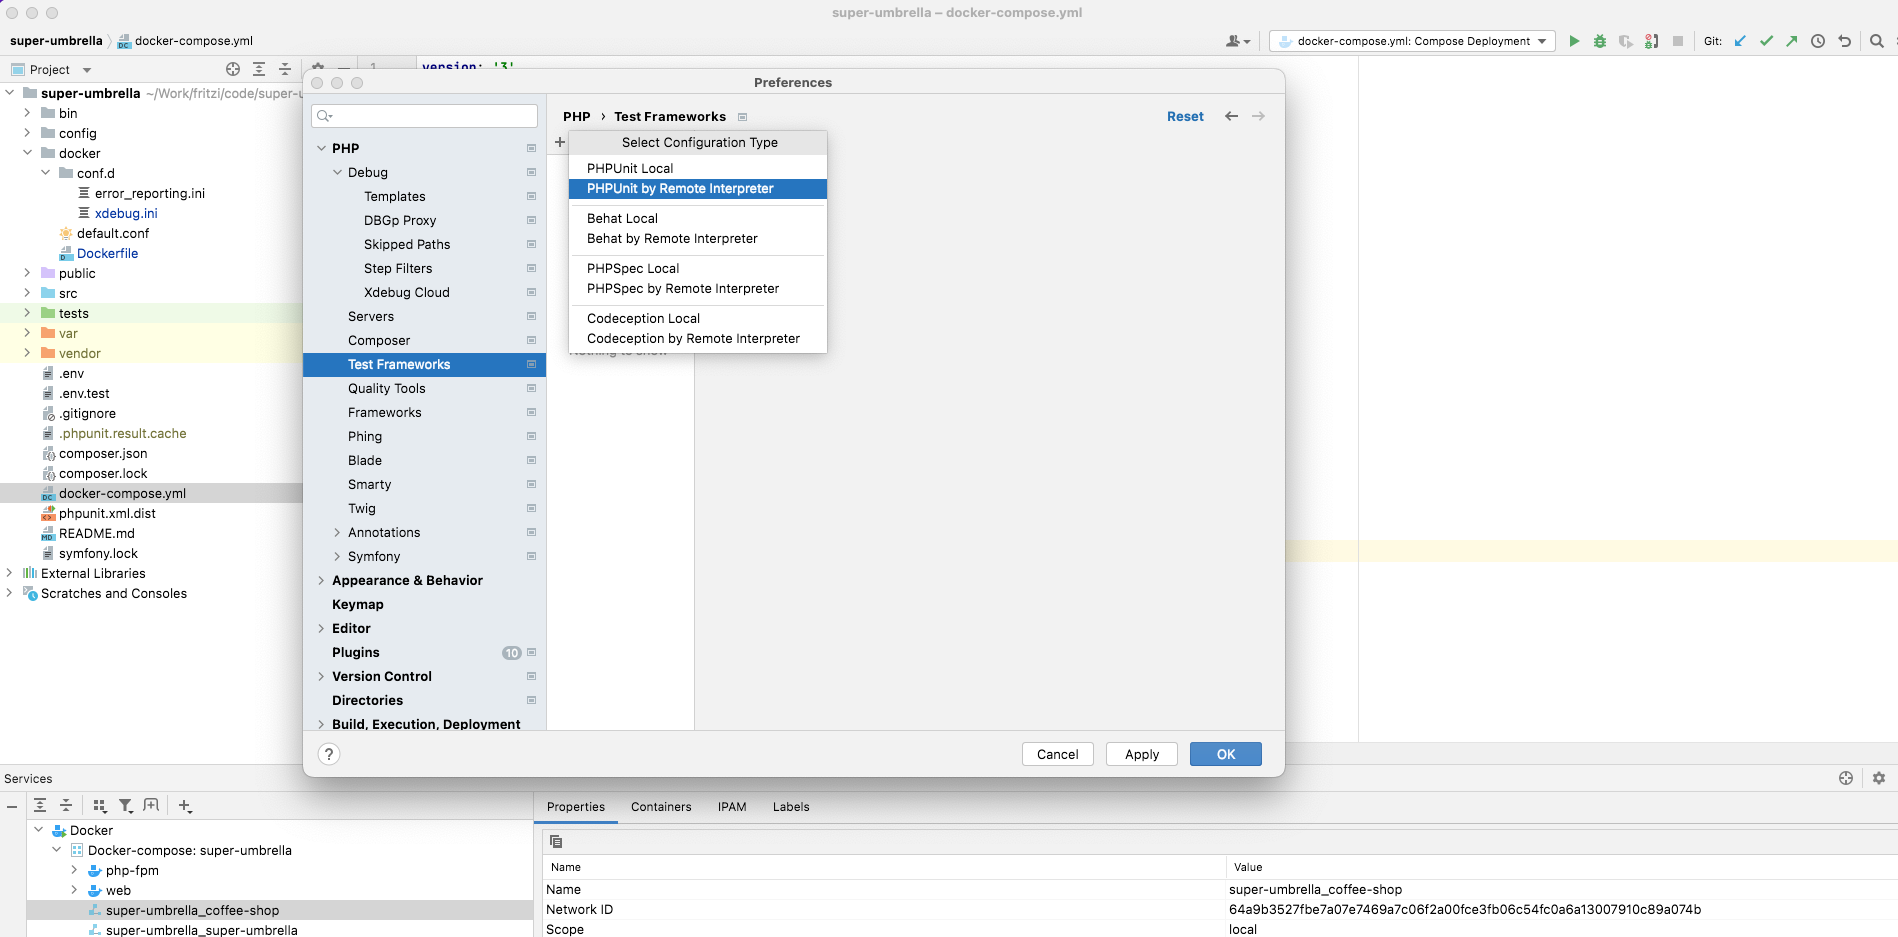 super-umbrella – docker-compose.yml
super-umbrella docker-compose.yml
docker-compose.yml: Compose Deployment
Git:
Project
super-umbrella ~/Work/fritzi/code/super-u
bin
config
docker
conf.d
error_reporting.ini
xdebug.ini
default.conf
Dockerfile
public
src
tests
var
vendor
.env
.env.test
.gitignore
.phpunit.result.cache
composer.json
composer.lock
docker-compose.yml
phpunit.xml.dist
README.md
symfony.lock
External Libraries
Scratches and Consoles
1
version: '3'
Preferences
PHP
Debug
Templates
DBGp Proxy
Skipped Paths
Step Filters
Xdebug Cloud
Servers
Composer
Test Frameworks
Quality Tools
Frameworks
Phing
Blade
Smarty
Twig
Annotations
Symfony
Appearance & Behavior
Keymap
Editor
Plugins 10
Version Control
Directories
Build, Execution, Deployment
PHP › Test Frameworks
Reset
Select Configuration Type
PHPUnit Local
PHPUnit by Remote Interpreter
Behat Local
Behat by Remote Interpreter
PHPSpec Local
PHPSpec by Remote Interpreter
Codeception Local
Codeception by Remote Interpreter
Nothing to show
?
Cancel
Apply
OK
Services
Docker
Docker-compose: super-umbrella
php-fpm
web
super-umbrella_coffee-shop
super-umbrella_super-umbrella
Properties Containers IPAM Labels
Name Value
Name super-umbrella_coffee-shop
Network ID 64a9b3527fbe7a07e7469a7c06f2a00fce3fb06c54fc0a6a13007910c89a074b
Scope local